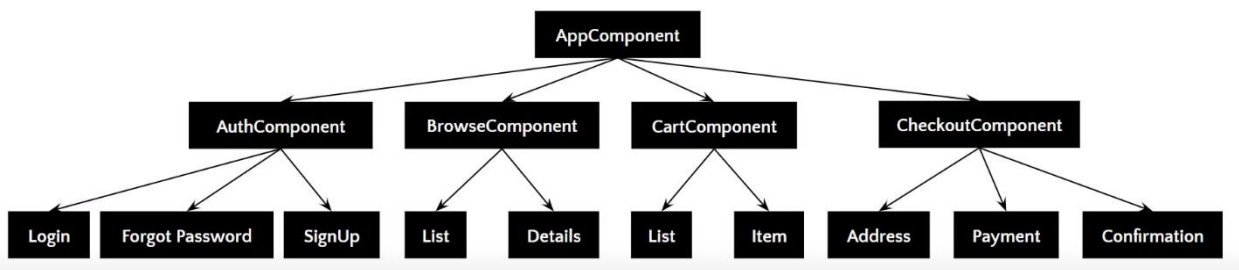 AppComponent
AuthComponent
BrowseComponent
CartComponent
CheckoutComponent
Login
Forgot Password
SignUp
List
Details
List
Item
Address
Payment
Confirmation